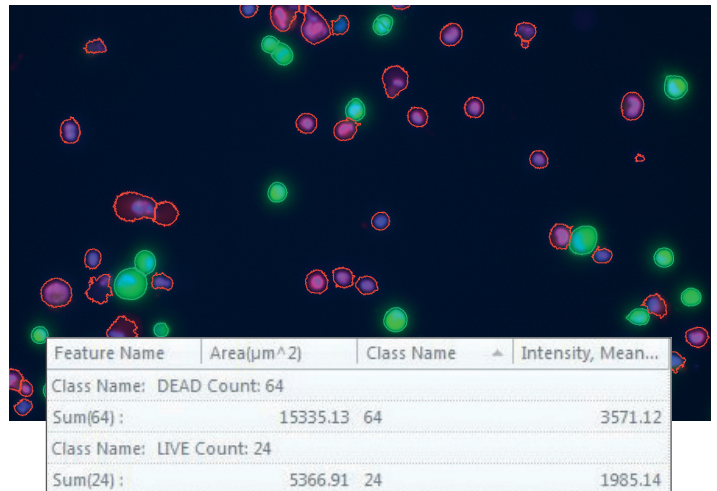 Feature Name Area(μm^2) Class Name Intensity, Mean...
Class Name: DEAD Count: 64
Sum(64) : 15335.13 64 3571.12
Class Name: LIVE Count: 24
Sum(24) : 5366.91 24 1985.14